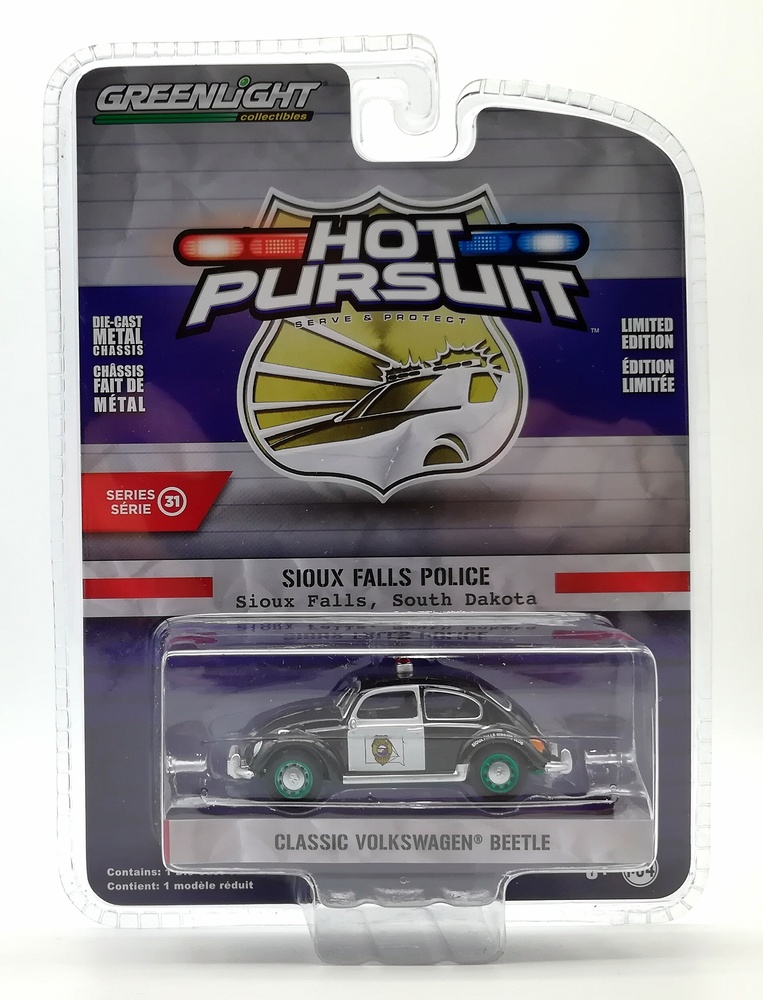 GREENLIGHT
collectibles
HOT
PURSUIT™
SERVE & PROTECT
DIE-CAST
METAL
CHASSIS
CHÂSSIS
FAIT DE
MÉTAL
LIMITED
EDITION
ÉDITION
LIMITÉE
SERIES
SÉRIE
31
SIOUX FALLS POLICE
Sioux Falls, South Dakota
CLASSIC VOLKSWAGEN® BEETLE
Contains: 1
Contient: 1 modèle réduit